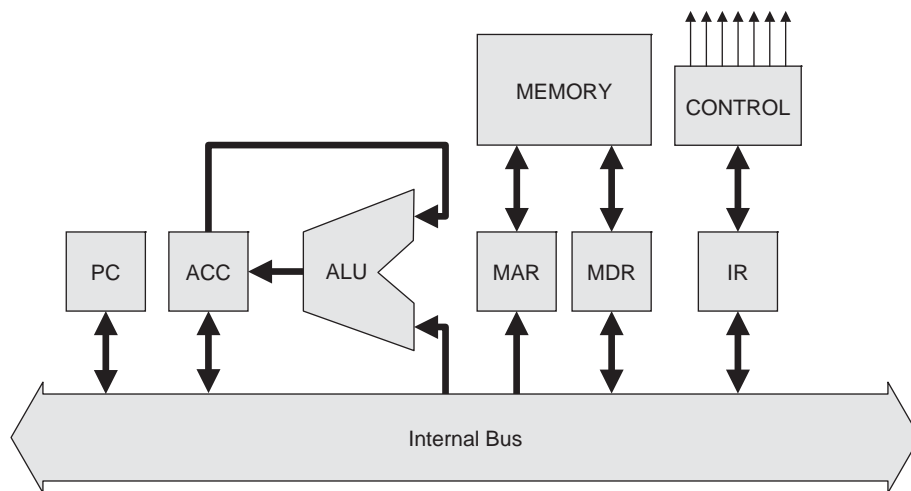 MEMORY
CONTROL
PC
ACC
ALU
MAR
MDR
IR
Internal Bus